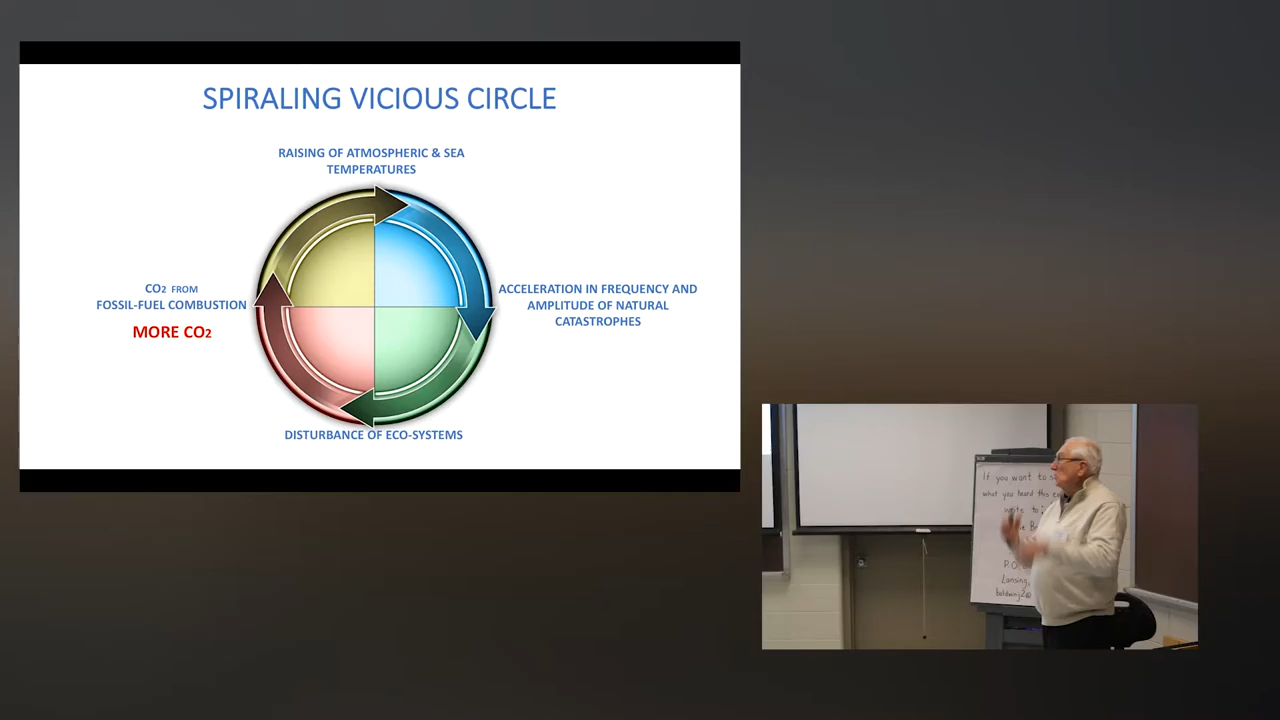 SPIRALING VICIOUS CIRCLE
RAISING OF ATMOSPHERIC & SEA
TEMPERATURES
CO2 FROM
FOSSIL-FUEL COMBUSTION
MORE CO2
ACCELERATION IN FREQUENCY AND
AMPLITUDE OF NATURAL
CATASTROPHES
DISTURBANCE OF ECO-SYSTEMS
If you want to
what you heard this
write to:
P.O.
Lansing,